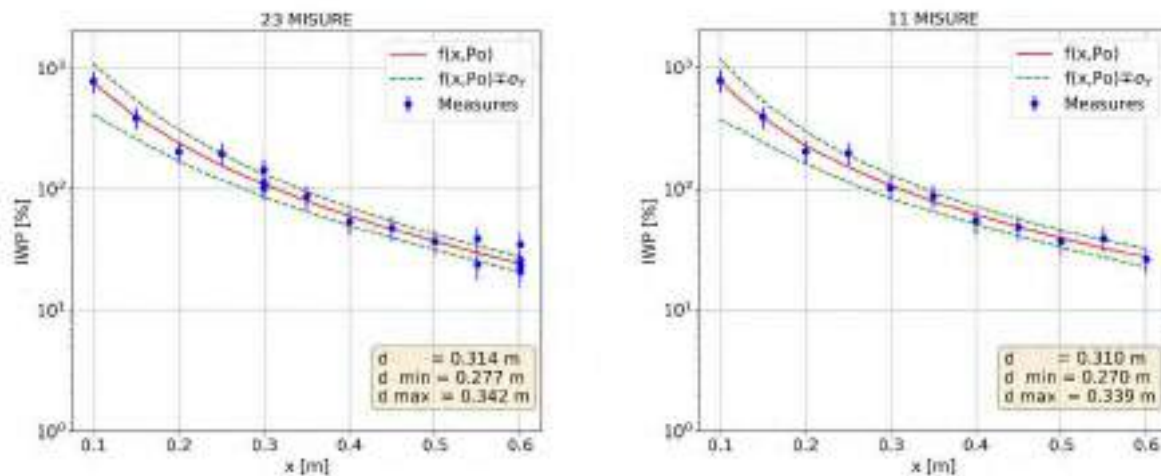 23 MISURE
f(x,Po)
f(x,Po)∓σᵧ
Measures
10³
10²
10¹
10⁰
IWP [%]
d = 0.314 m
d min = 0.277 m
d max = 0.342 m
0.1 0.2 0.3 0.4 0.5 0.6
x [m]
11 MISURE
f(x,Po)
f(x,Po)∓σᵧ
Measures
10³
10²
10¹
10⁰
IWP [%]
d = 0.310 m
d min = 0.270 m
d max = 0.339 m
0.1 0.2 0.3 0.4 0.5 0.6
x [m]